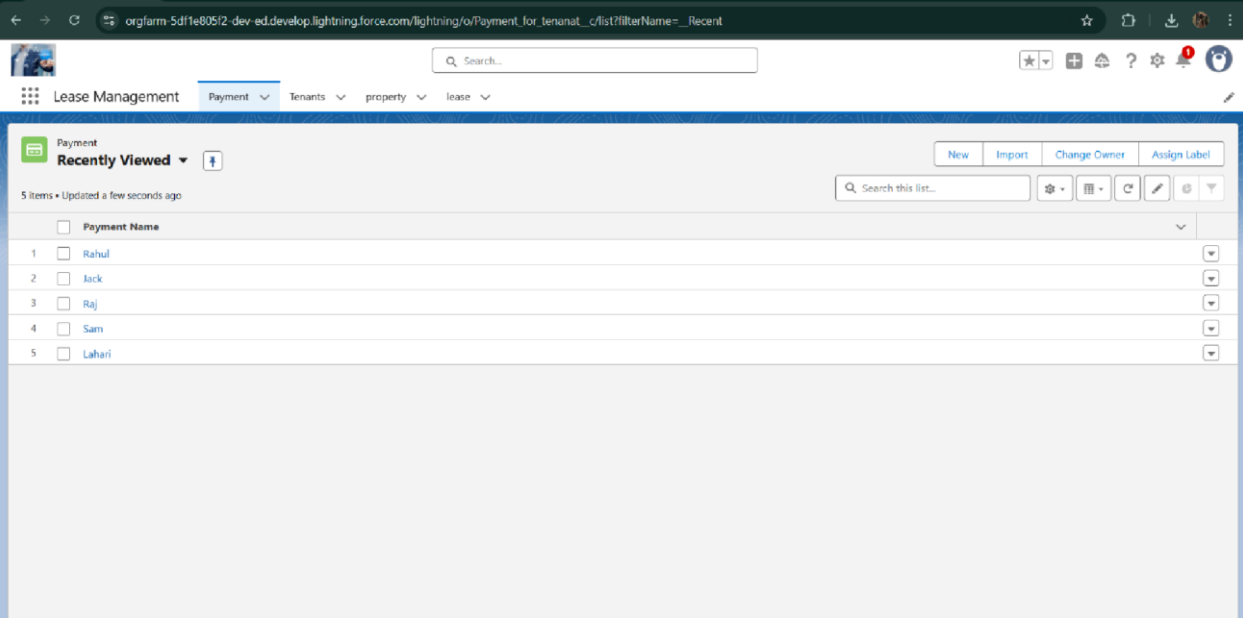 orgfarm-5df1e805f2-dev-ed.develop.lightning.force.com/lightning/o/Payment_for_tenanat__c/list?filterName=__Recent
Search...
1
Lease Management Payment Tenants property lease
Payment
Recently Viewed
New Import Change Owner Assign Label
5 items • Updated a few seconds ago
Search this list...
Payment Name
1 Rahul
2 Jack
3 Raj
4 Sam
5 Lahari